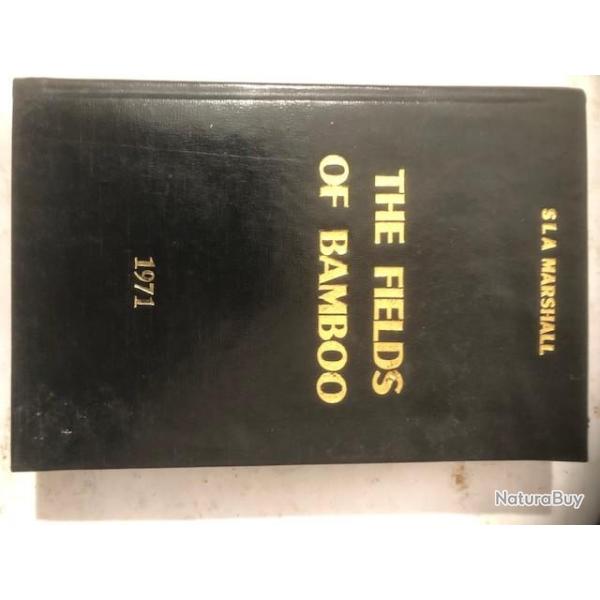 S L A MARSHALL
THE FIELDS
OF BAMBOO
1971
NaturaBuy